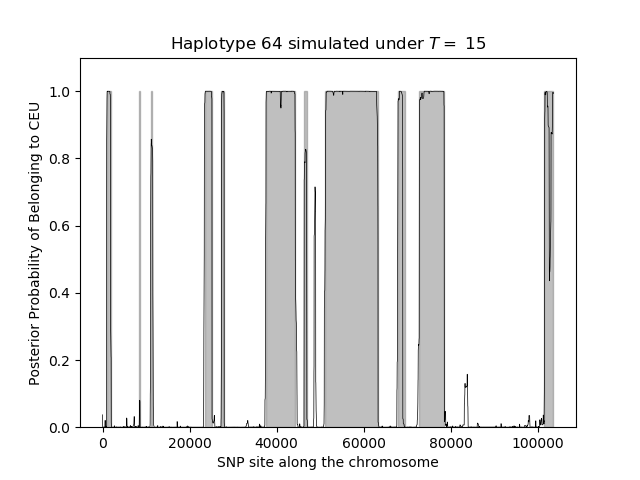 Haplotype 64 simulated under T = 15
Posterior Probability of Belonging to CEU
1.0
0.8
0.6
0.4
0.2
0.0
0 20000 40000 60000 80000 100000
SNP site along the chromosome